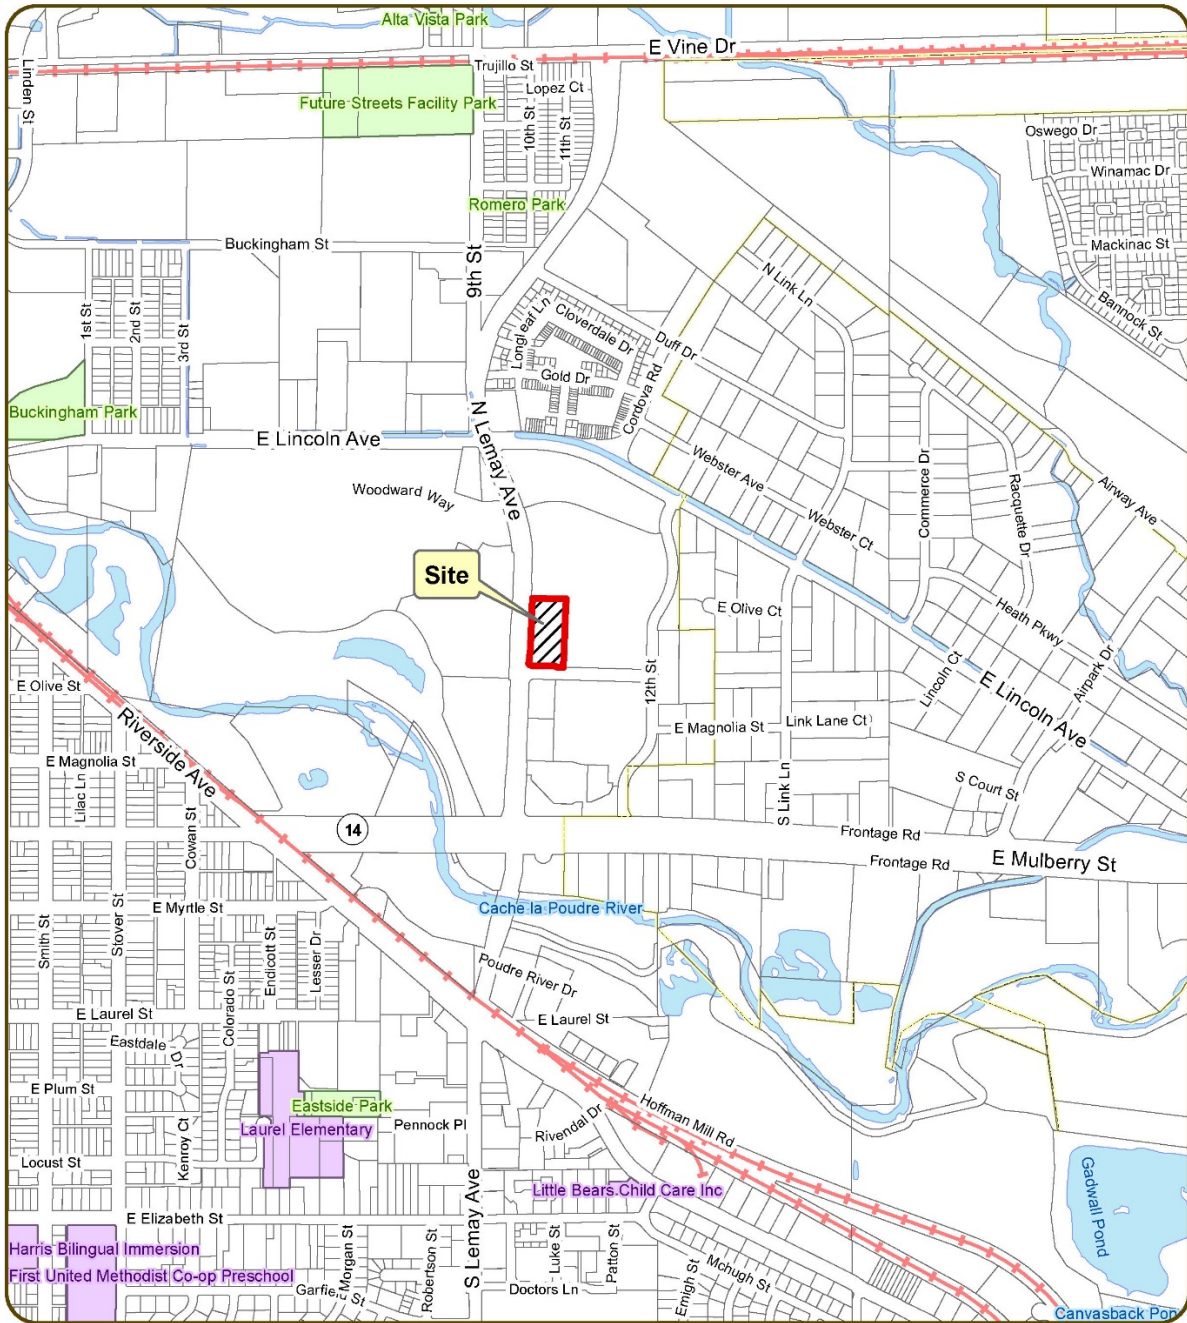 Alta Vista Park
E Vine Dr
Linden St
Trujillo St
Lopez Ct
Future Streets Facility Park
10th St
11th St
Oswego Dr
Winamac Dr
Romero Park
Buckingham St
9th St
Mackinac St
N Link Ln
Bannock St
1st St
2nd St
3rd St
Longleaf Ln
Cloverdale Dr
Duff Dr
Gold Dr
Cordova Rd
Buckingham Park
N Lemay Ave
E Lincoln Ave
Webster Ave
Commerce Dr
Racquette Dr
Airway Ave
Woodward Way
Webster Ct
Site
E Olive Ct
Heath Pkwy
12th St
Lincoln Ct
Airpark Dr
E Olive St
E Lincoln Ave
Riverside Ave
E Magnolia St
Link Lane Ct
E Magnolia St
Lilac Ln
S Link Ln
S Court St
Cowan St
14
Frontage Rd
Frontage Rd
E Mulberry St
E Myrtle St
Cache la Poudre River
Smith St
Stover St
Endicott St
Lesser Dr
Colorado St
Poudre River Dr
E Laurel St
E Laurel St
Eastdale Dr
E Plum St
Eastside Park
Hoffman Mill Rd
Laurel Elementary
Pennock Pl
Rivendal Dr
Kenroy Ct
Locust St
S Lemay Ave
Little Bears Child Care Inc
Gadwall Pond
E Elizabeth St
Harris Bilingual Immersion
First United Methodist Co-op Preschool
Morgan St
Robertson St
Luke St
Patton St
Mchugh St
Emigh St
Garfield St
Doctors Ln
Canvasback Pon